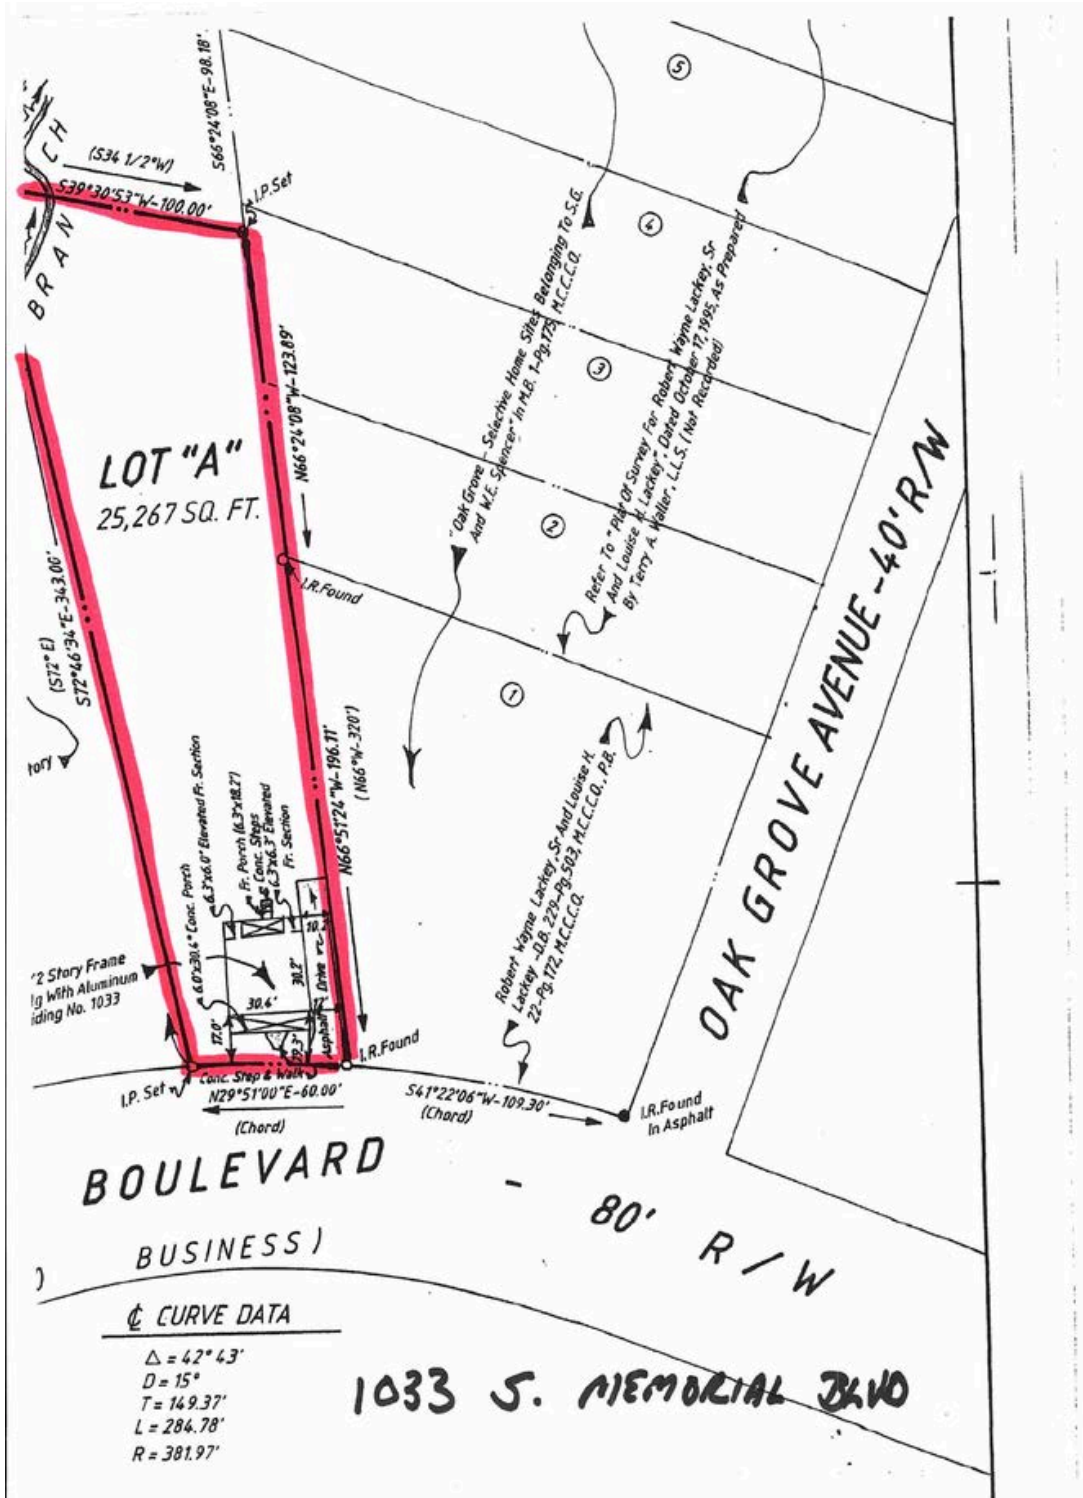 S66°24'08"E-98.18'
5
BRANCH
(S34 1/2°W)
S39°30'53"W-100.00'
I.P.Set
4
"Oak Grove - Selective Home Sites Belonging To S.G.
And W.E. Spencer" In M.B. 1-Pg.175, M.C.C.C.O.
Refer To "Plat Of Survey For Robert Wayne Lackey, Sr
And Louise H Lackey", Dated October 17, 1995, As Prepared
By Terry A. Waller, L.L.S. (Not Recorded)
3
N66°24'08"W-123.89'
LOT "A"
25,267 SQ. FT.
2
I.R.Found
OAK GROVE AVENUE-40' R/W
(S72° E)
S72°46'34"E-343.00'
1
tory
N66°51'24"W-196.11'
(N66°W-320')
6.0'x30.4' Conc. Porch
6.3'x6.0' Elevated Fr. Section
Fr. Porch (6.3'x18.2')
Conc. Steps
6.3'x6.3' Elevated
Fr. Section
Robert Wayne Lackey, Sr And Louise H.
Lackey -D.B. 229-Pg.503, M.C.C.C.O., P.B.
22-Pg.172, M.C.C.C.O.
'2 Story Frame
lg With Aluminum
iding No. 1033
30.2'
30.4'
17.0'
Asphalt Drive
I.R.Found
I.P. Set
Conc. Step & Walk
N29°51'00"E-60.00'
(Chord)
S41°22'06"W-109.30'
(Chord)
I.R.Found
In Asphalt
BOULEVARD
- 80' R/W
BUSINESS)
)
℄ CURVE DATA
Δ = 42° 43'
D = 15°
T = 149.37'
L = 284.78'
R = 381.97'
1033 S. MEMORIAL BLVD